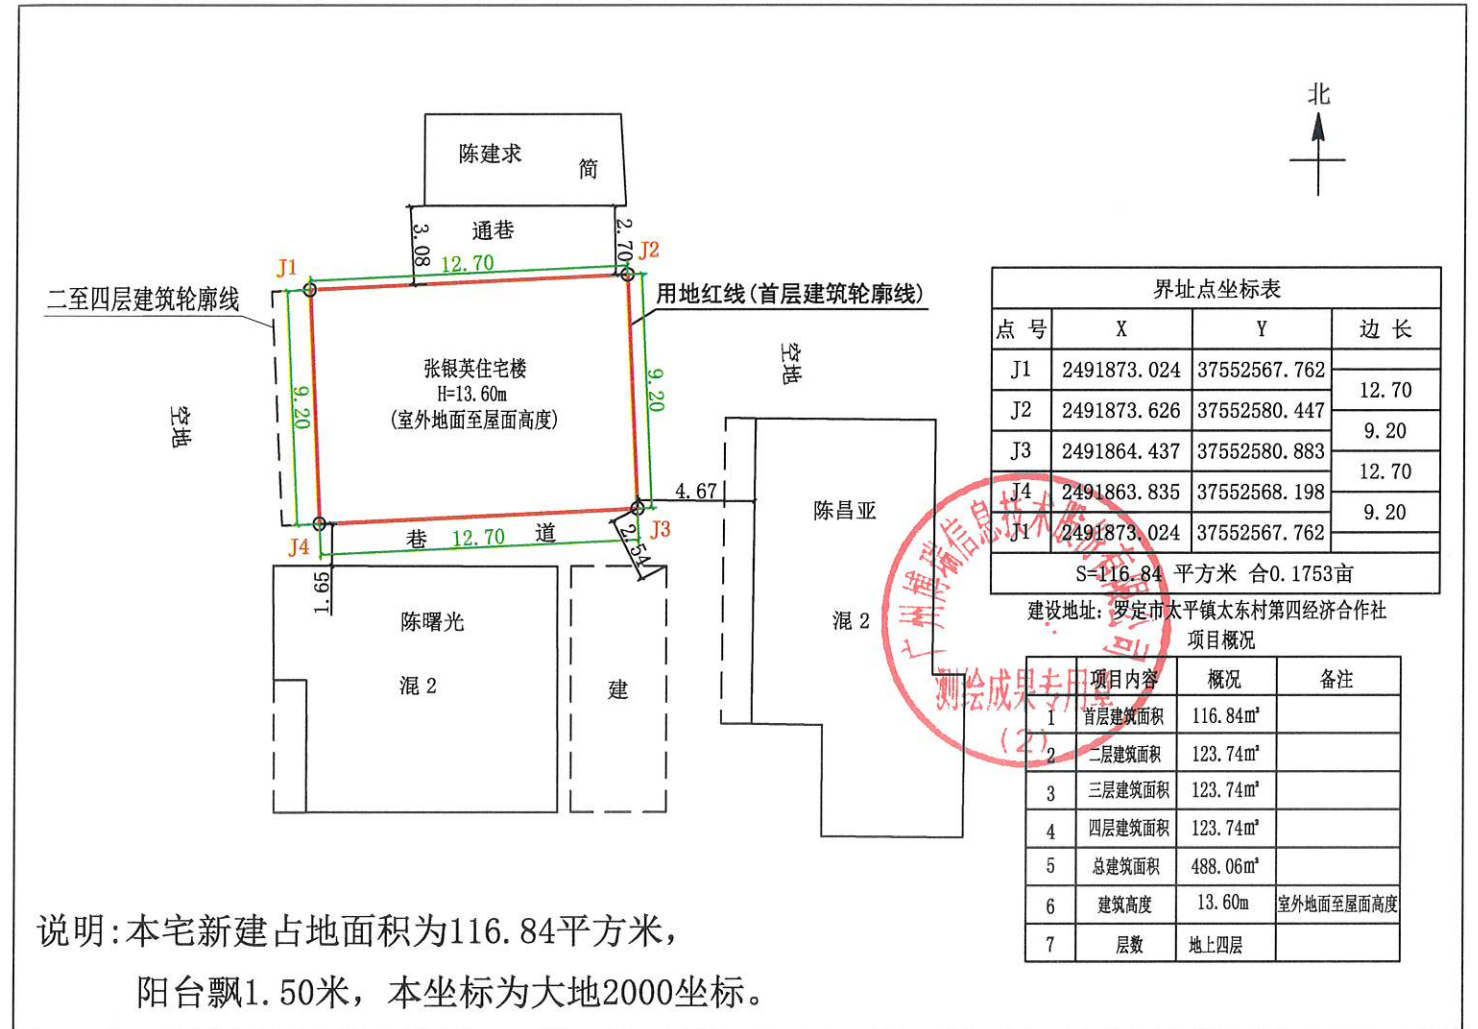 北
陈建求
简
通巷
3.08
2.70
J1
12.70
J2
二至四层建筑轮廓线
用地红线(首层建筑轮廓线)
张银英住宅楼
H=13.60m
(室外地面至屋面高度)
9.20
9.20
空地
空地
4.67
J4
巷
12.70
道
J3
2.54
1.65
陈曙光
混2
建
陈昌亚
混2
界址点坐标表
点 号 X Y 边 长
J1 2491873.024 37552567.762
12.70
J2 2491873.626 37552580.447
9.20
J3 2491864.437 37552580.883
12.70
J4 2491863.835 37552568.198
9.20
J1 2491873.024 37552567.762
S=116.84 平方米 合0.1753亩
建设地址: 罗定市太平镇太东村第四经济合作社
项目概况
项目内容 概况 备注
1 首层建筑面积 116.84m²
2 二层建筑面积 123.74m²
3 三层建筑面积 123.74m²
4 四层建筑面积 123.74m²
5 总建筑面积 488.06m²
6 建筑高度 13.60m 室外地面至屋面高度
7 层数 地上四层
广州博瑞信息技术股份有限公司
测绘成果专用章
(2)
说明:本宅新建占地面积为116.84平方米,
阳台飘1.50米, 本坐标为大地2000坐标。